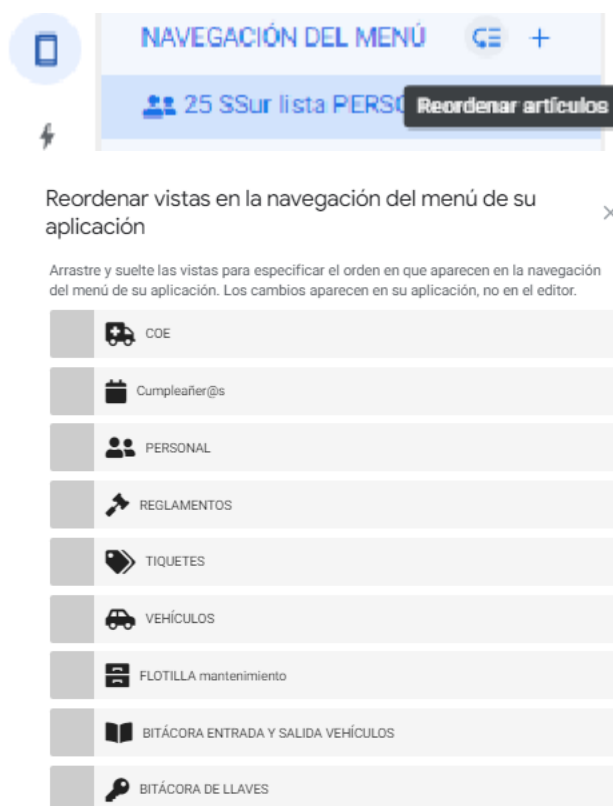 NAVEGACIÓN DEL MENÚ
25 SSur lista PERSO
Reordenar artículos
Reordenar vistas en la navegación del menú de su
aplicación
Arrastre y suelte las vistas para especificar el orden en que aparecen en la navegación
del menú de su aplicación. Los cambios aparecen en su aplicación, no en el editor.
COE
Cumpleañer@s
PERSONAL
REGLAMENTOS
TIQUETES
VEHÍCULOS
FLOTILLA mantenimiento
BITÁCORA ENTRADA Y SALIDA VEHÍCULOS
BITÁCORA DE LLAVES